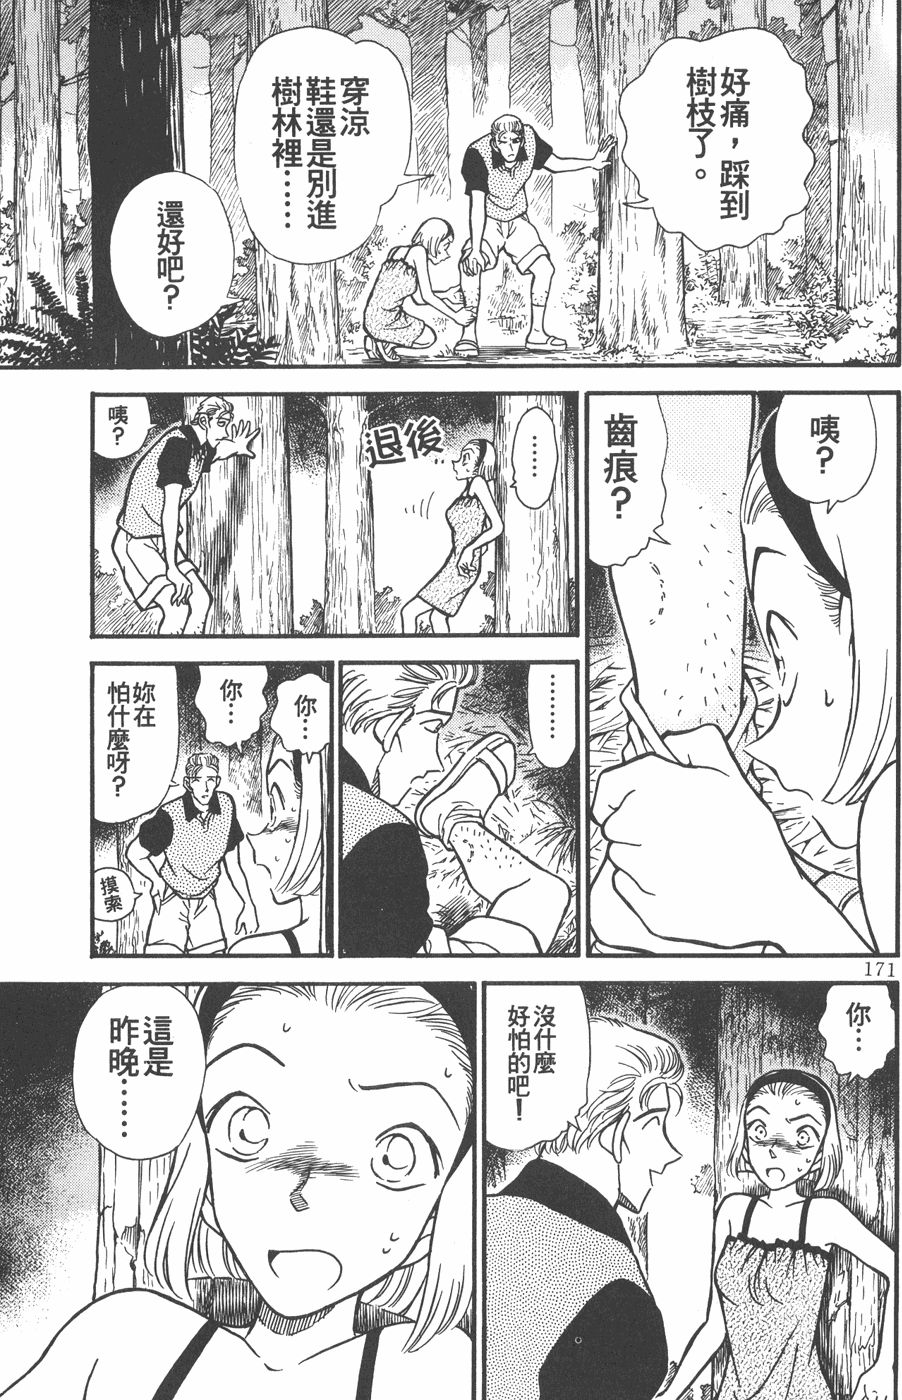 好痛，踩到
樹枝了。
穿涼
鞋還是別進
樹林裡……
還好吧？
咦？
齒痕？
……
退後
咦？
………
你…
你…
妳在
怕什麼呀？
摸索
171
你…
沒什麼
好怕的吧！
這是
昨晚……